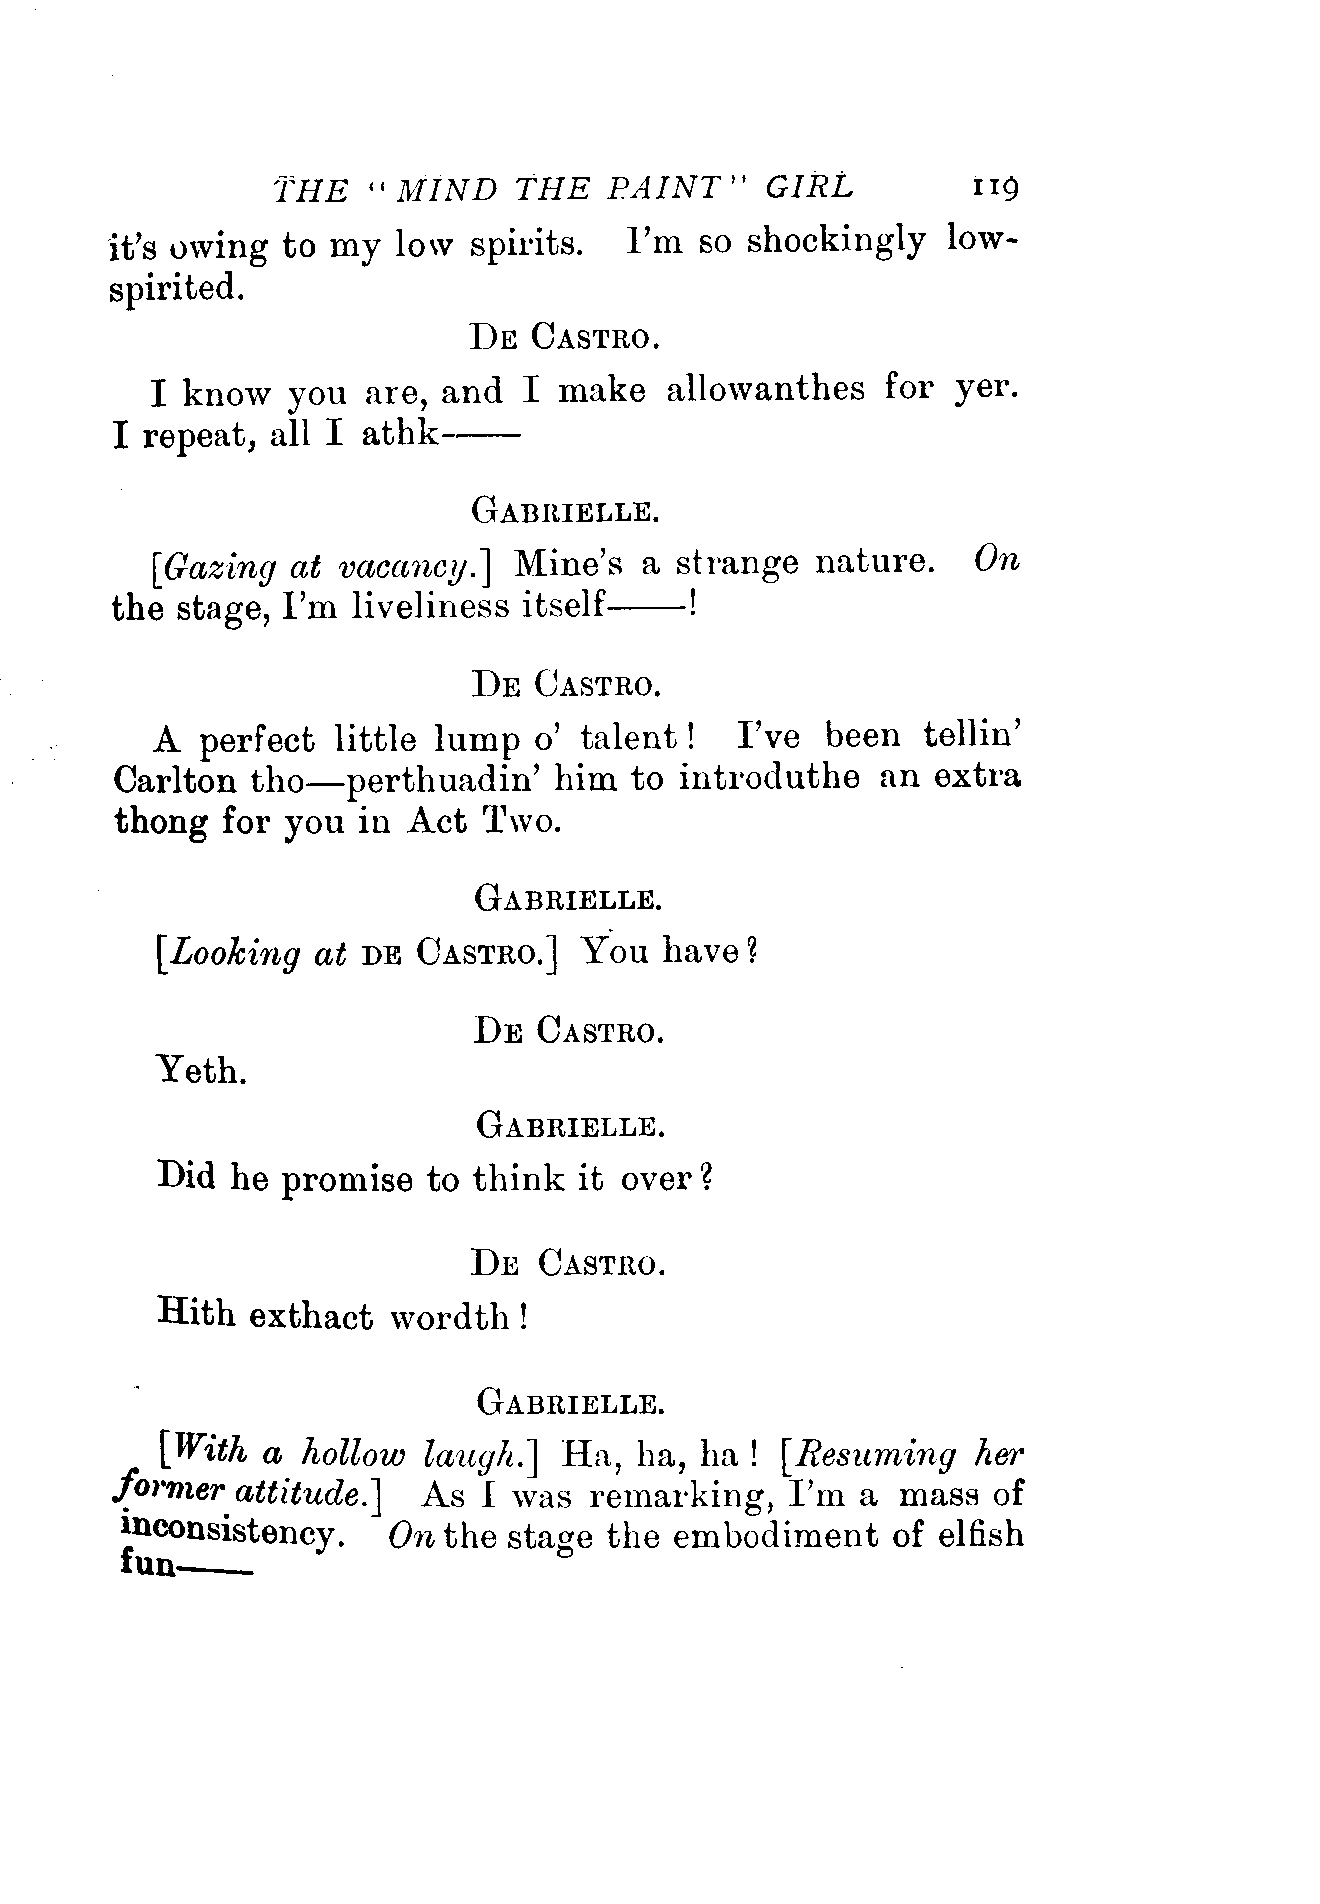 THE "MIND THE PAINT" GIRL 119
it's owing to my low spirits. I'm so shockingly low-
spirited.
DE CASTRO.
I know you are, and I make allowanthes for yer.
I repeat, all I athk——
GABRIELLE.
[Gazing at vacancy.] Mine's a strange nature. On
the stage, I'm liveliness itself——!
DE CASTRO.
A perfect little lump o' talent! I've been tellin'
Carlton tho—perthuadin' him to introduthe an extra
thong for you in Act Two.
GABRIELLE.
[Looking at DE CASTRO.] You have?
DE CASTRO.
Yeth.
GABRIELLE.
Did he promise to think it over?
DE CASTRO.
Hith exthact wordth!
GABRIELLE.
[With a hollow laugh.] Ha, ha, ha! [Resuming her
former attitude.] As I was remarking, I'm a mass of
inconsistency. On the stage the embodiment of elfish
fun——